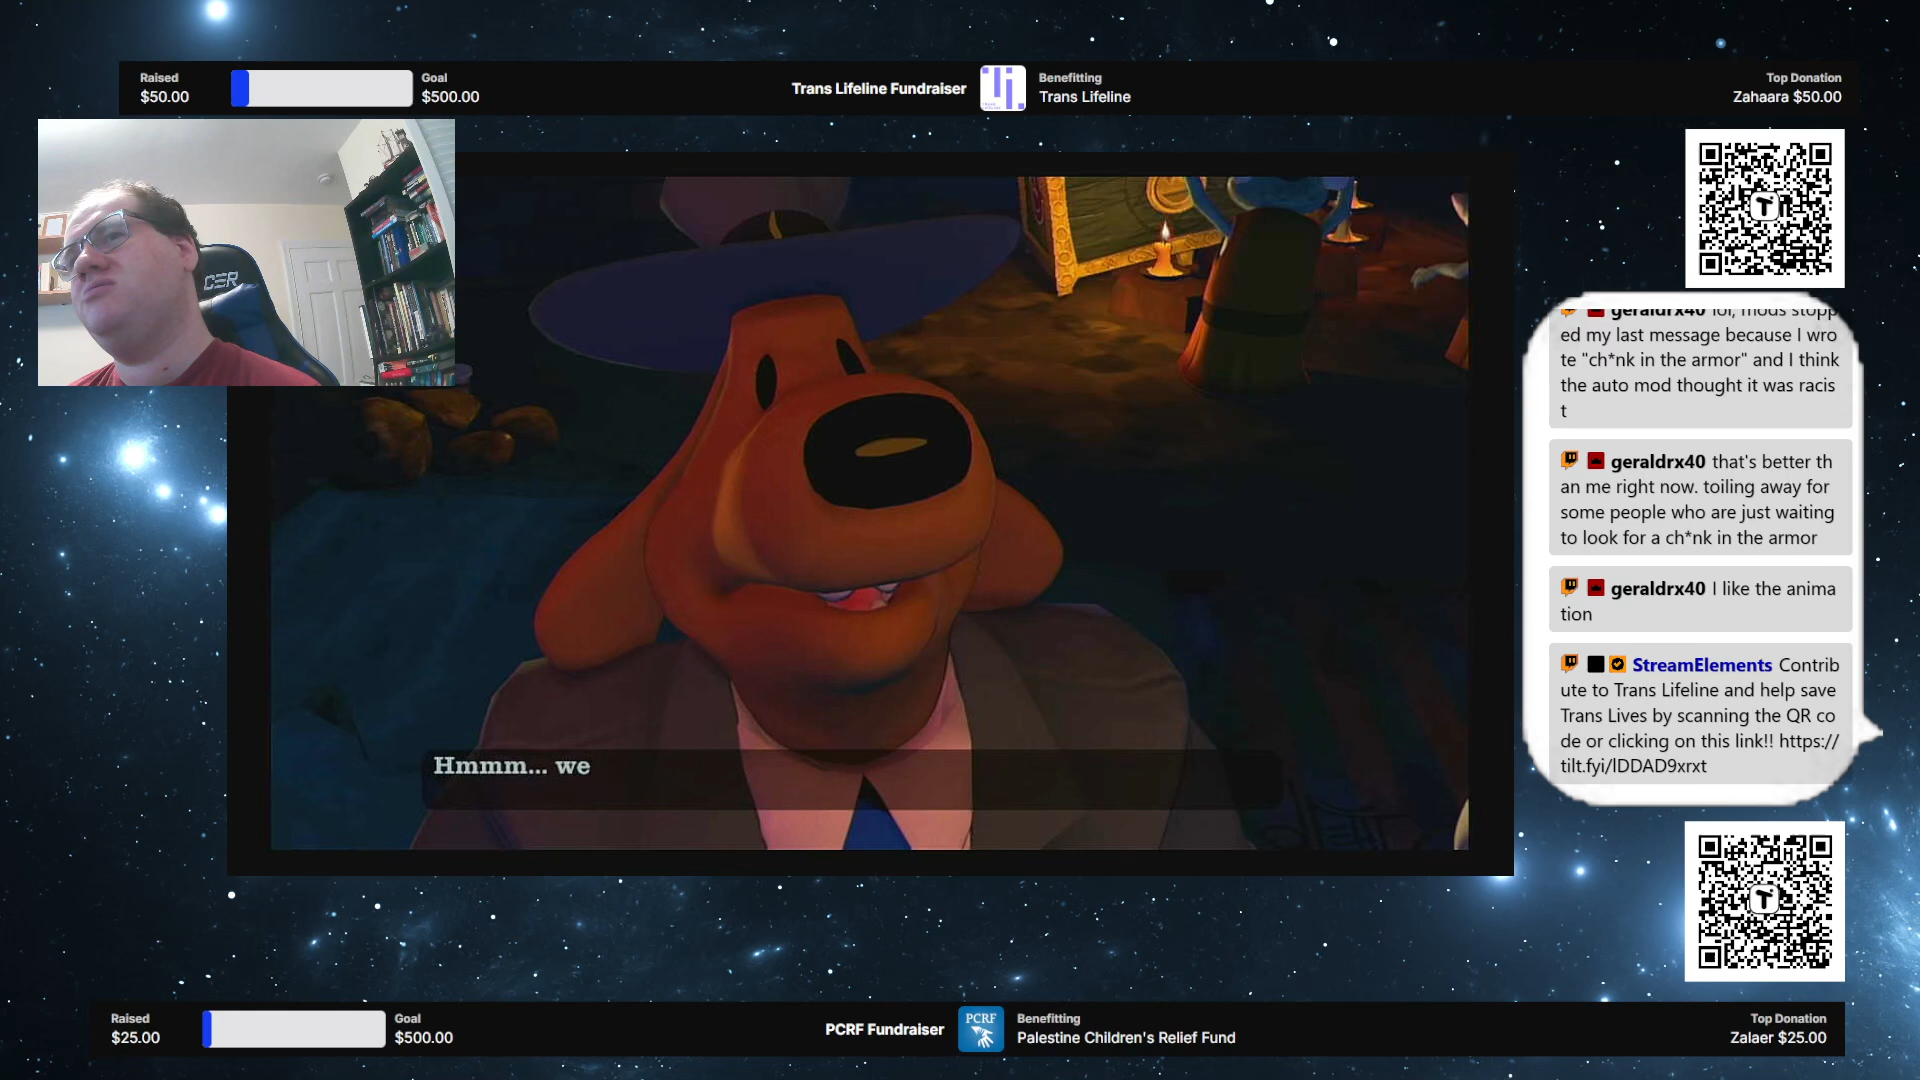 Raised
$50.00
Goal
$500.00
Trans Lifeline Fundraiser
Benefitting
Trans Lifeline
Top Donation
Zahaara $50.00
CER
geraldrx40 lol, mods stopp
ed my last message because I wro
te "ch*nk in the armor" and I think
the auto mod thought it was racis
t
geraldrx40 that's better th
an me right now. toiling away for
some people who are just waiting
to look for a ch*nk in the armor
geraldrx40 I like the anima
tion
StreamElements Contrib
ute to Trans Lifeline and help save
Trans Lives by scanning the QR co
de or clicking on this link!! https://
tilt.fyi/lDDAD9xrxt
Hmmm... we
Raised
$25.00
Goal
$500.00
PCRF Fundraiser
PCRF
Benefitting
Palestine Children's Relief Fund
Top Donation
Zalaer $25.00